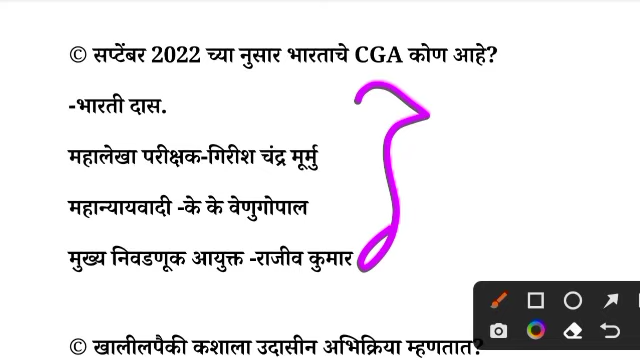 © सप्टेंबर 2022 च्या नुसार भारताचे CGA कोण आहे?
-भारती दास.
महालेखा परीक्षक-गिरीश चंद्र मूर्मु
महान्यायवादी -के के वेणुगोपाल
मुख्य निवडणूक आयुक्त -राजीव कुमार
© खालीलपैकी कशाला उदासीन अभिक्रिया म्हणतात?